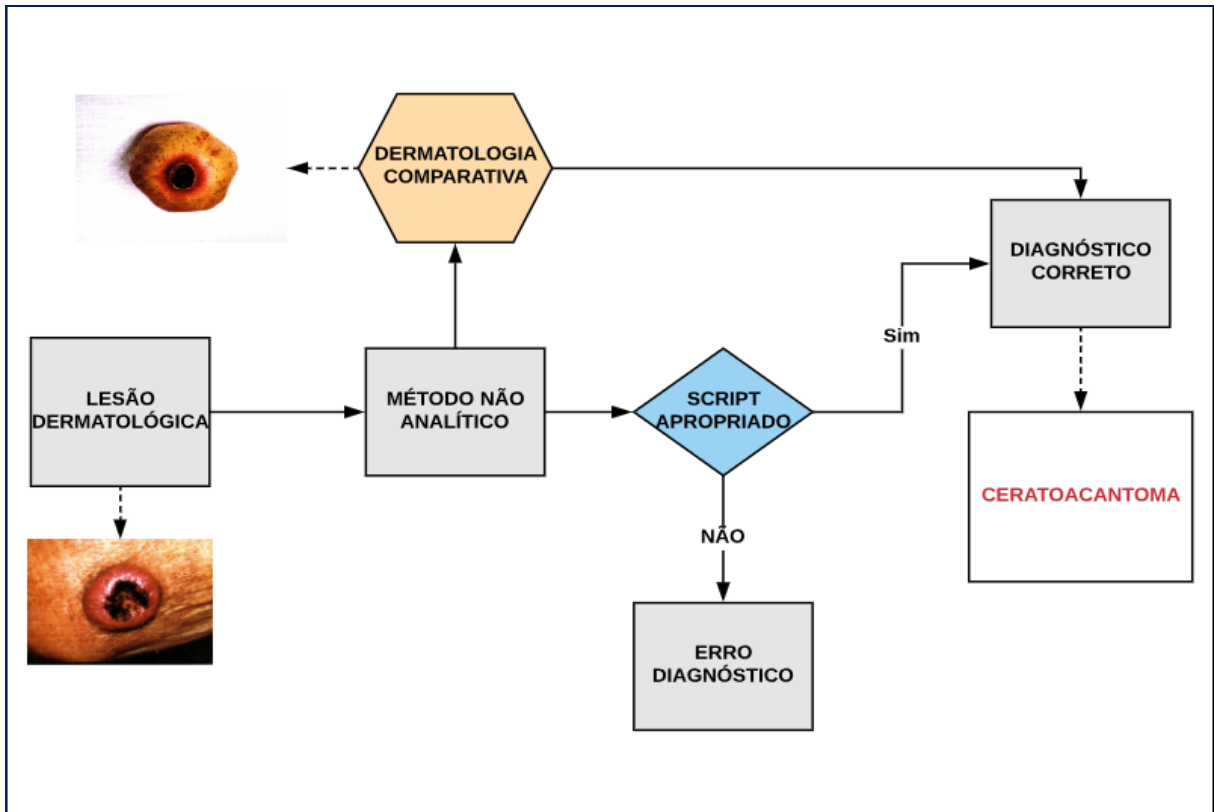 DERMATOLOGIA
COMPARATIVA
DIAGNÓSTICO
CORRETO
Sim
LESÃO
DERMATOLÓGICA
MÉTODO NÃO
ANALÍTICO
SCRIPT
APROPRIADO
CERATOACANTOMA
NÃO
ERRO
DIAGNÓSTICO